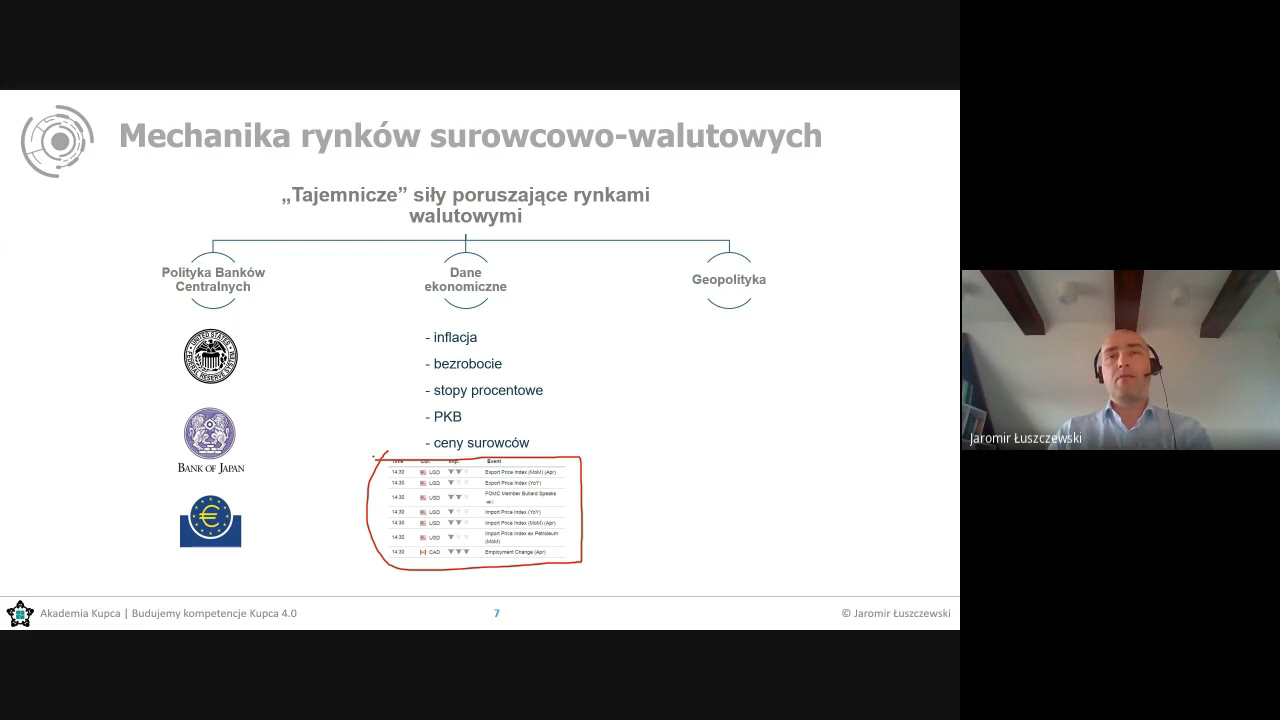 Mechanika rynków surowcowo-walutowych
„Tajemnicze” siły poruszające rynkami
walutowymi
Polityka Banków
Centralnych
Dane
ekonomiczne
Geopolityka
- inflacja
- bezrobocie
- stopy procentowe
- PKB
- ceny surowców
BANK OF JAPAN
Time Cur. Imp. Event
14:30 USD Export Price Index (MoM) (Apr)
14:30 USD Export Price Index (YoY)
14:30 USD FOMC Member Bullard Speaks
14:30 USD Import Price Index (YoY)
14:30 USD Import Price Index (MoM) (Apr)
14:30 USD Import Price Index ex Petroleum
(MoM)
14:30 CAD Employment Change (Apr)
Jaromir Łuszczewski
Akademia Kupca | Budujemy kompetencje Kupca 4.0
7
© Jaromir Łuszczewski